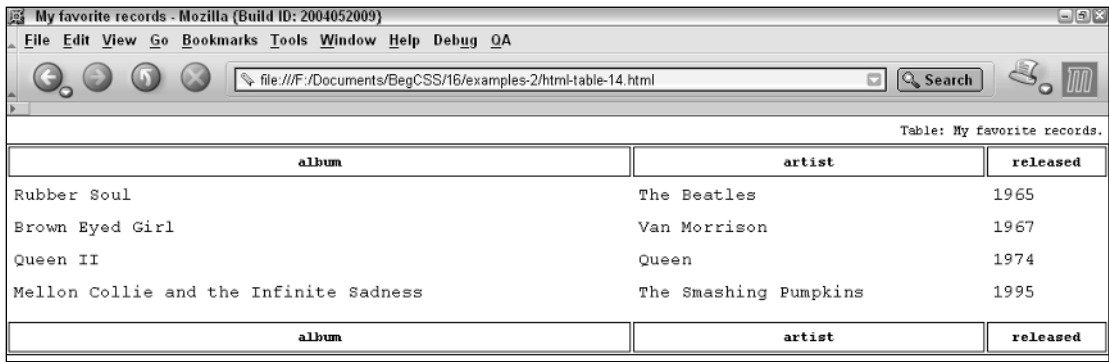 My favorite records - Mozilla {Build ID: 2004052009}
File Edit View Go Bookmarks Tools Window Help Debug QA
file:///F:/Documents/BegCSS/16/examples-2/html-table-14.html Search
Table: My favorite records.
album artist released
Rubber Soul The Beatles 1965
Brown Eyed Girl Van Morrison 1967
Queen II Queen 1974
Mellon Collie and the Infinite Sadness The Smashing Pumpkins 1995
album artist released